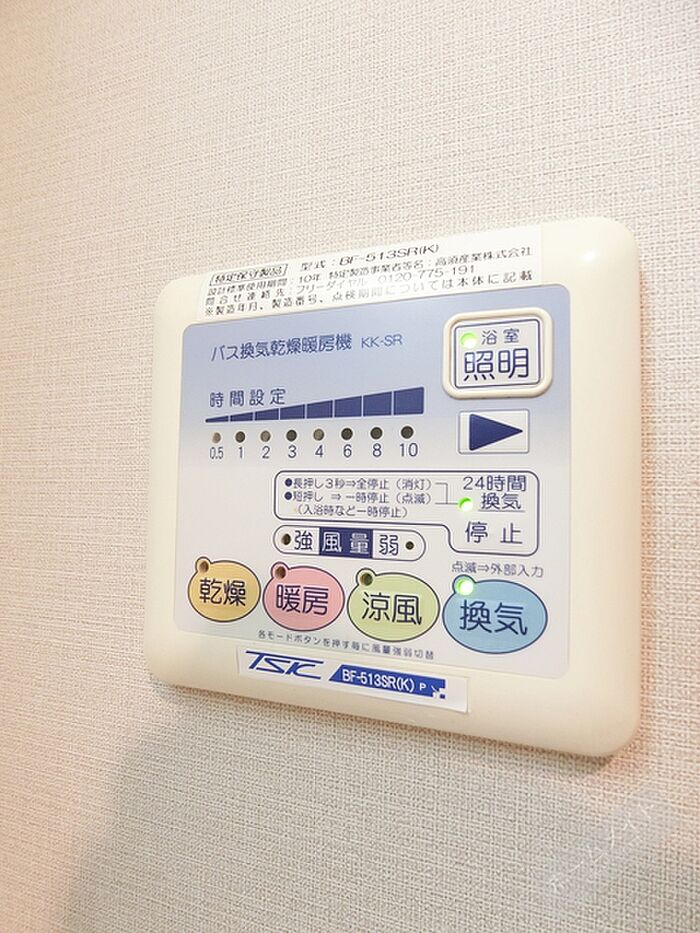 特定保守製品 型式：BF-513SR(K)
設計標準使用期間：10年 特定製造事業者等名：高須産業株式会社
問合せ連絡先：フリーダイヤル 0120-775-191
※製造年月、製造番号、点検期間については本体に記載
バス換気乾燥暖房機 KK-SR
浴室
照明
時間設定
0.5 1 2 3 4 6 8 10
●長押し3秒⇒全停止（消灯）
●短押し ⇒一時停止（点滅）
（入浴時など一時停止）
24時間
換気
停止
強 風量 弱
点滅⇒外部入力
乾燥 暖房 涼風 換気
各モードボタンを押す毎に風量強弱切替
TSK BF-513SR(K) P
ホームメイト